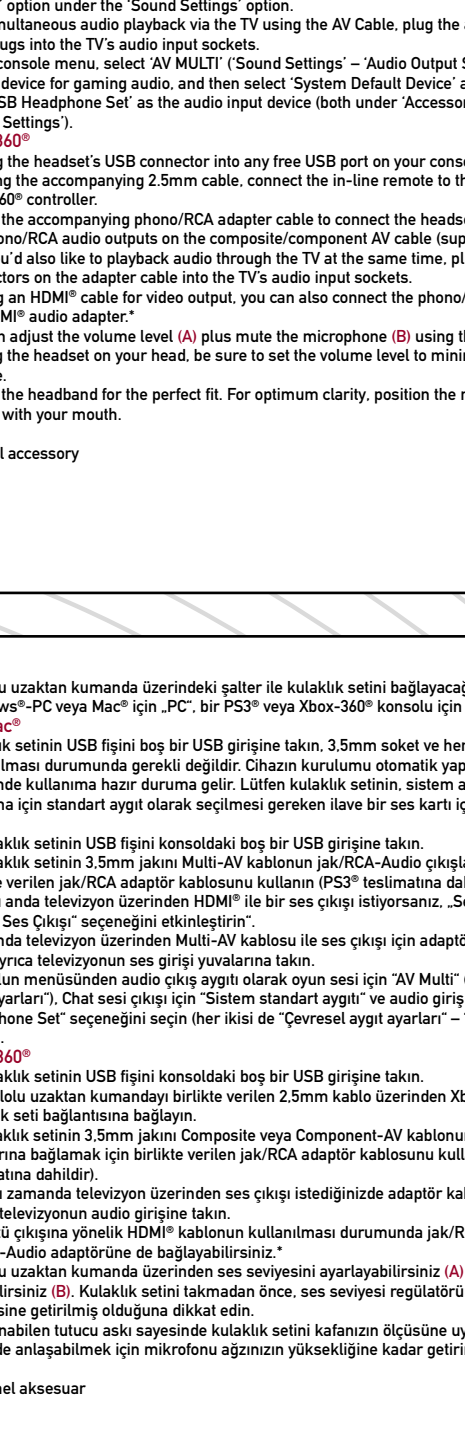 ' option under the 'Sound Settings' option.
multaneous audio playback via the TV using the AV Cable, plug the
ugs into the TV's audio input sockets.
console menu, select 'AV MULTI' ('Sound Settings' – 'Audio Output
device for gaming audio, and then select 'System Default Device'
SB Headphone Set' as the audio input device (both under 'Accessor
Settings').
360®
g the headset's USB connector into any free USB port on your conso
ng the accompanying 2.5mm cable, connect the in-line remote to th
60® controller.
the accompanying phono/RCA adapter cable to connect the headse
ono/RCA audio outputs on the composite/component AV cable (sup
u'd also like to playback audio through the TV at the same time, pl
ctors on the adapter cable into the TV's audio input sockets.
g an HDMI® cable for video output, you can also connect the phono/
MI® audio adapter.*
n adjust the volume level (A) plus mute the microphone (B) using th
g the headset on your head, be sure to set the volume level to mini
e.
the headband for the perfect fit. For optimum clarity, position the
with your mouth.
l accessory
u uzaktan kumanda üzerindeki şalter ile kulaklık setini bağlayacağ
ws®-PC veya Mac® için „PC", bir PS3® veya Xbox-360® konsolu için
ac®
k setinin USB fişini boş bir USB girişine takın, 3,5mm soket ve her
ılması durumunda gerekli değildir. Cihazın kurulumu otomatik yap
nde kullanıma hazır duruma gelir. Lütfen kulaklık setinin, sistem a
ma için standart aygıt olarak seçilmesi gereken ilave bir ses kartı iç
aklık setinin USB fişini konsoldaki boş bir USB girişine takın.
aklık setinin 3,5mm jakını Multi-AV kablonun jak/RCA-Audio çıkışla
e verilen jak/RCA adaptör kablosunu kullanın (PS3® teslimatına dah
ı anda televizyon üzerinden HDMI® ile bir ses çıkışı istiyorsanız, „Se
Ses Çıkışı" seçeneğini etkinleştirin".
nda televizyon üzerinden Multi-AV kablosu ile ses çıkışı için adaptö
yrıca televizyonun ses girişi yuvalarına takın.
un menüsünden audio çıkış aygıtı olarak oyun sesi için "AV Multi" (
yarları"), Chat sesi çıkışı için "Sistem standart aygıtı" ve audio giriş
hone Set" seçeneğini seçin (her ikisi de "Çevresel aygıt ayarları" –
.
360®
aklık setinin USB fişini konsoldaki boş bir USB girişine takın.
lolu uzaktan kumandayı birlikte verilen 2,5mm kablo üzerinden Xb
k seti bağlantısına bağlayın.
aklık setinin 3,5mm jakını Composite veya Component-AV kablonun
arına bağlamak için birlikte verilen jak/RCA adaptör kablosunu kull
atına dahildir).
ı zamanda televizyon üzerinden ses çıkışı istediğinizde adaptör kab
televizyonun audio girişine takın.
tü çıkışına yönelik HDMI® kablonun kullanılması durumunda jak/R
-Audio adaptörüne de bağlayabilirsiniz.*
u uzaktan kumanda üzerinden ses seviyesini ayarlayabilirsiniz (A)
ilirsiniz (B). Kulaklık setini takmadan önce, ses seviyesi regülatörü
sine getirilmiş olduğuna dikkat edin.
nabilen tutucu askı sayesinde kulaklık setini kafanızın ölçüsüne uy
de anlaşabilmek için mikrofonu ağzınızın yüksekliğine kadar getiri
nel aksesuar